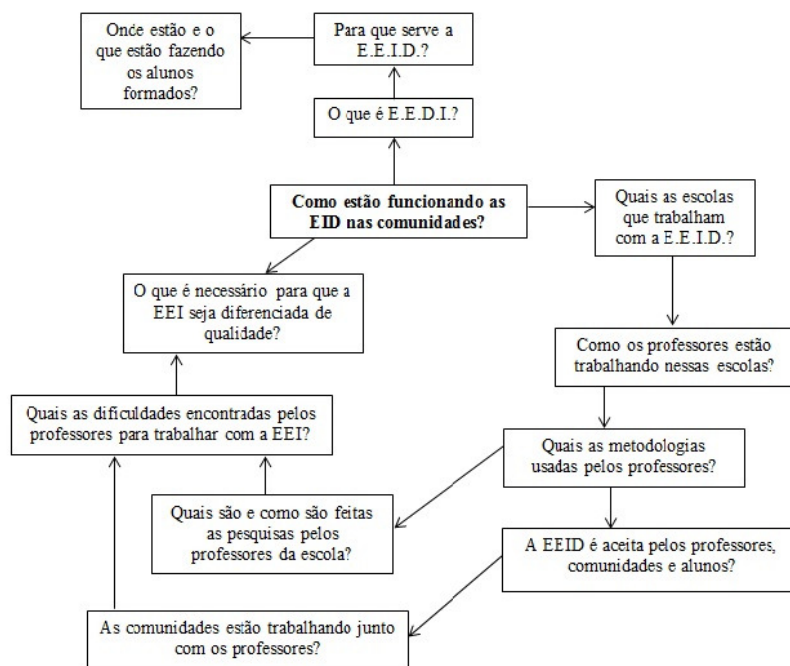 Onde estão e o
que estão fazendo
os alunos
formados?
Para que serve a
E.E.I.D.?
O que é E.E.D.I.?
Como estão funcionando as
EID nas comunidades?
Quais as escolas
que trabalham
com a E.E.I.D.?
O que é necessário para que a
EEI seja diferenciada de
qualidade?
Como os professores estão
trabalhando nessas escolas?
Quais as dificuldades encontradas pelos
professores para trabalhar com a EEI?
Quais as metodologias
usadas pelos professores?
Quais são e como são feitas
as pesquisas pelos
professores da escola?
A EEID é aceita pelos professores,
comunidades e alunos?
As comunidades estão trabalhando junto
com os professores?